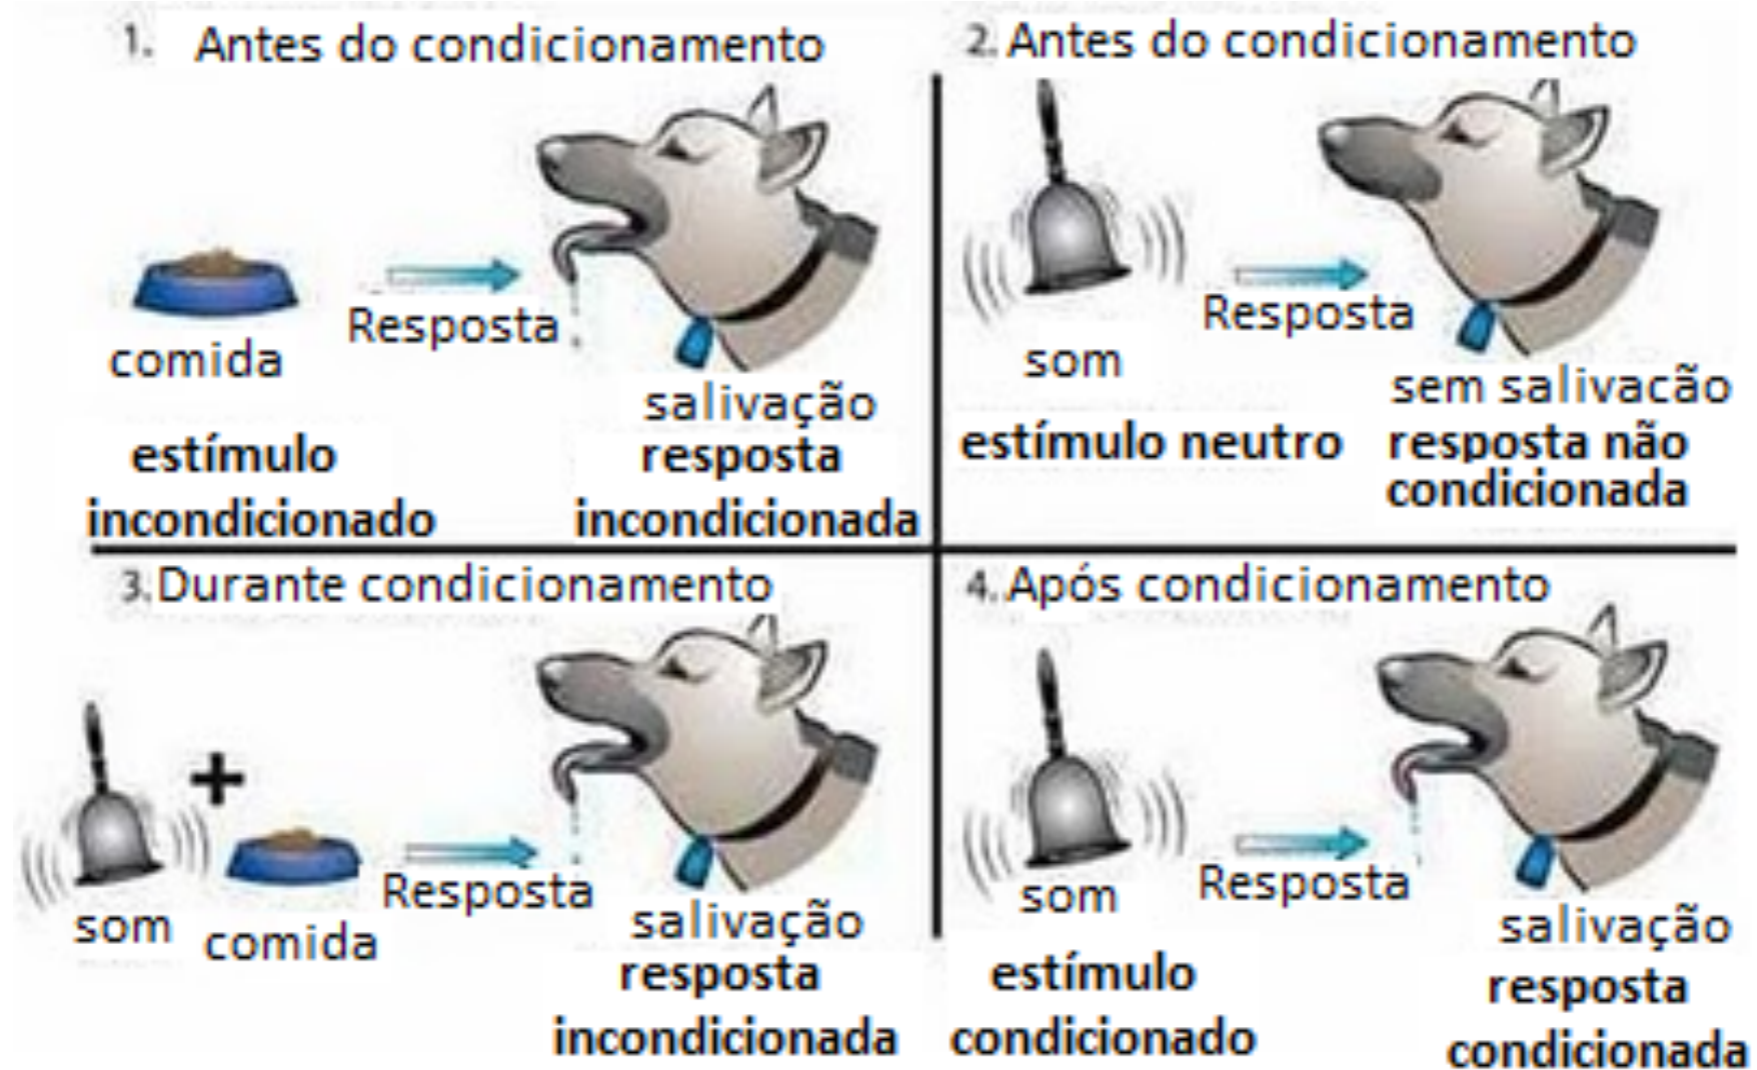 1. Antes do condicionamento
comida
Resposta
salivação
estímulo
incondicionado
resposta
incondicionada
2. Antes do condicionamento
som
Resposta
sem salivacão
estímulo neutro
resposta não
condicionada
3. Durante condicionamento
som
+
comida
Resposta
salivação
resposta
incondicionada
4. Após condicionamento
som
Resposta
salivação
estímulo
condicionado
resposta
condicionada